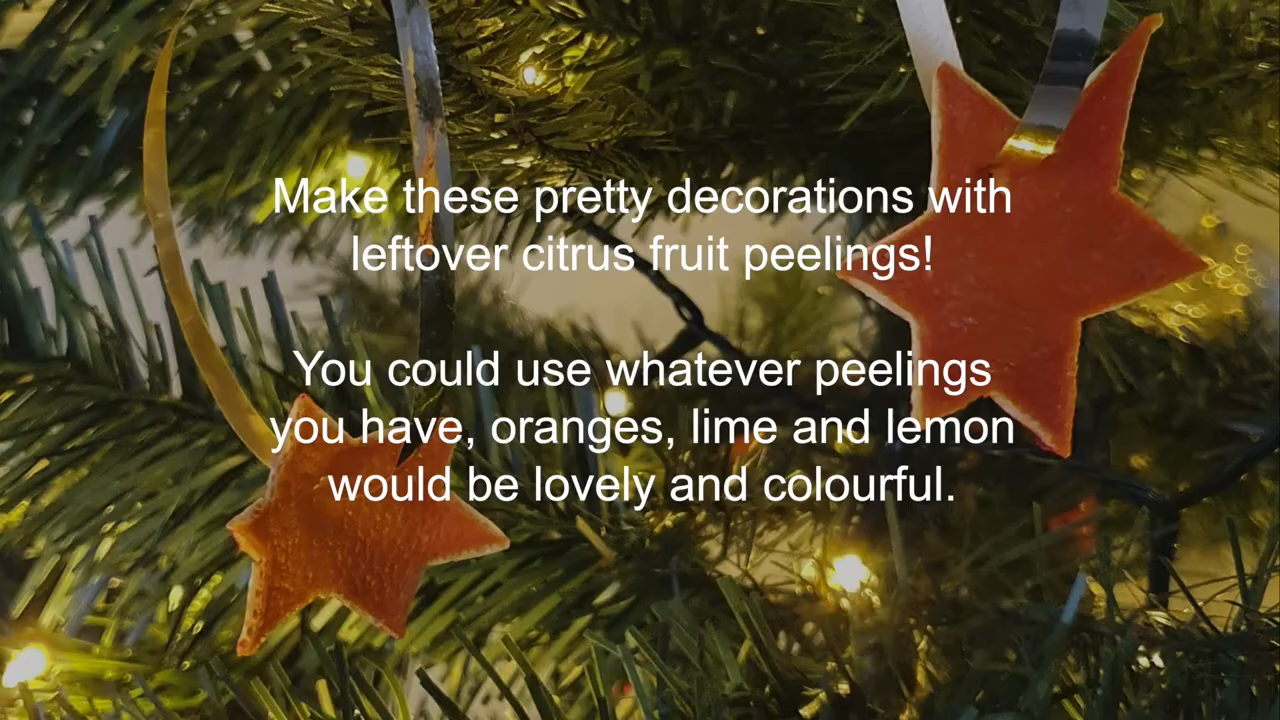 Make these pretty decorations with
leftover citrus fruit peelings!
You could use whatever peelings
you have, oranges, lime and lemon
would be lovely and colourful.